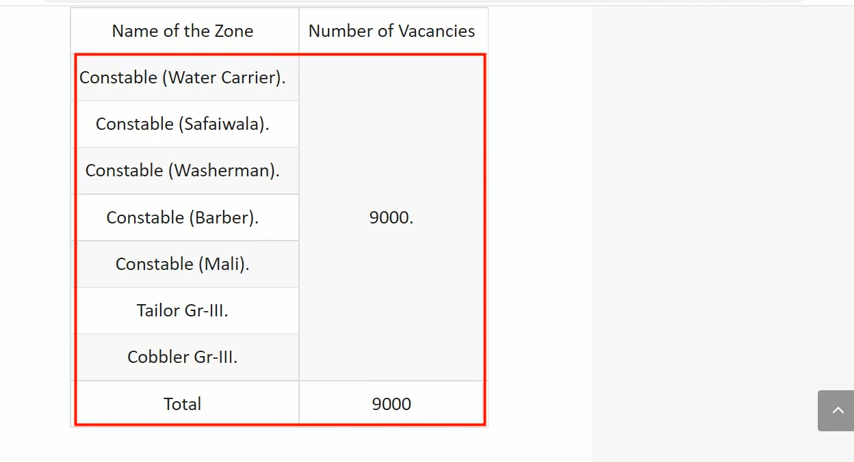 Name of the Zone Number of Vacancies
Constable (Water Carrier).
Constable (Safaiwala).
Constable (Washerman).
Constable (Barber). 9000.
Constable (Mali).
Tailor Gr-III.
Cobbler Gr-III.
Total 9000